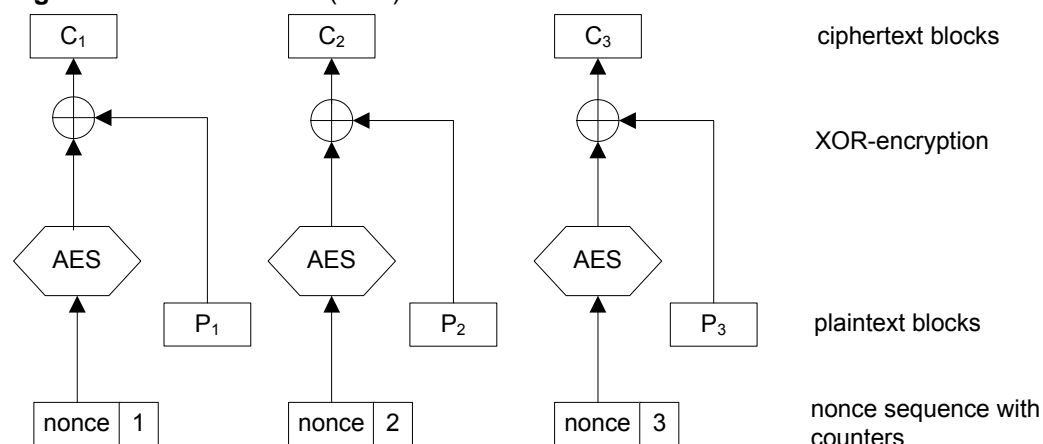 C₁ C₂ C₃ ciphertext blocks
XOR-encryption
AES AES AES
P₁ P₂ P₃ plaintext blocks
nonce 1 nonce 2 nonce 3 nonce sequence with
counters